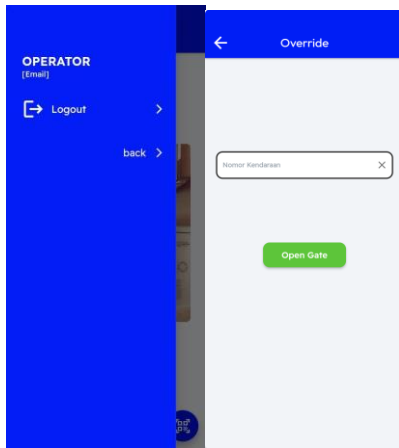 OPERATOR
[Email]
Logout
back
Override
Nomor Kendaraan
Open Gate